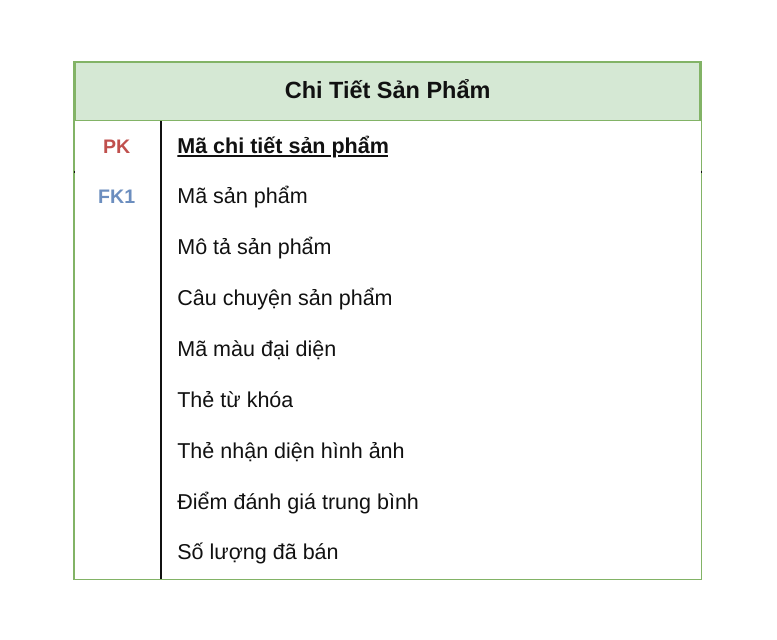 Chi Tiết Sản Phẩm
PK Mã chi tiết sản phẩm
FK1 Mã sản phẩm
Mô tả sản phẩm
Câu chuyện sản phẩm
Mã màu đại diện
Thẻ từ khóa
Thẻ nhận diện hình ảnh
Điểm đánh giá trung bình
Số lượng đã bán